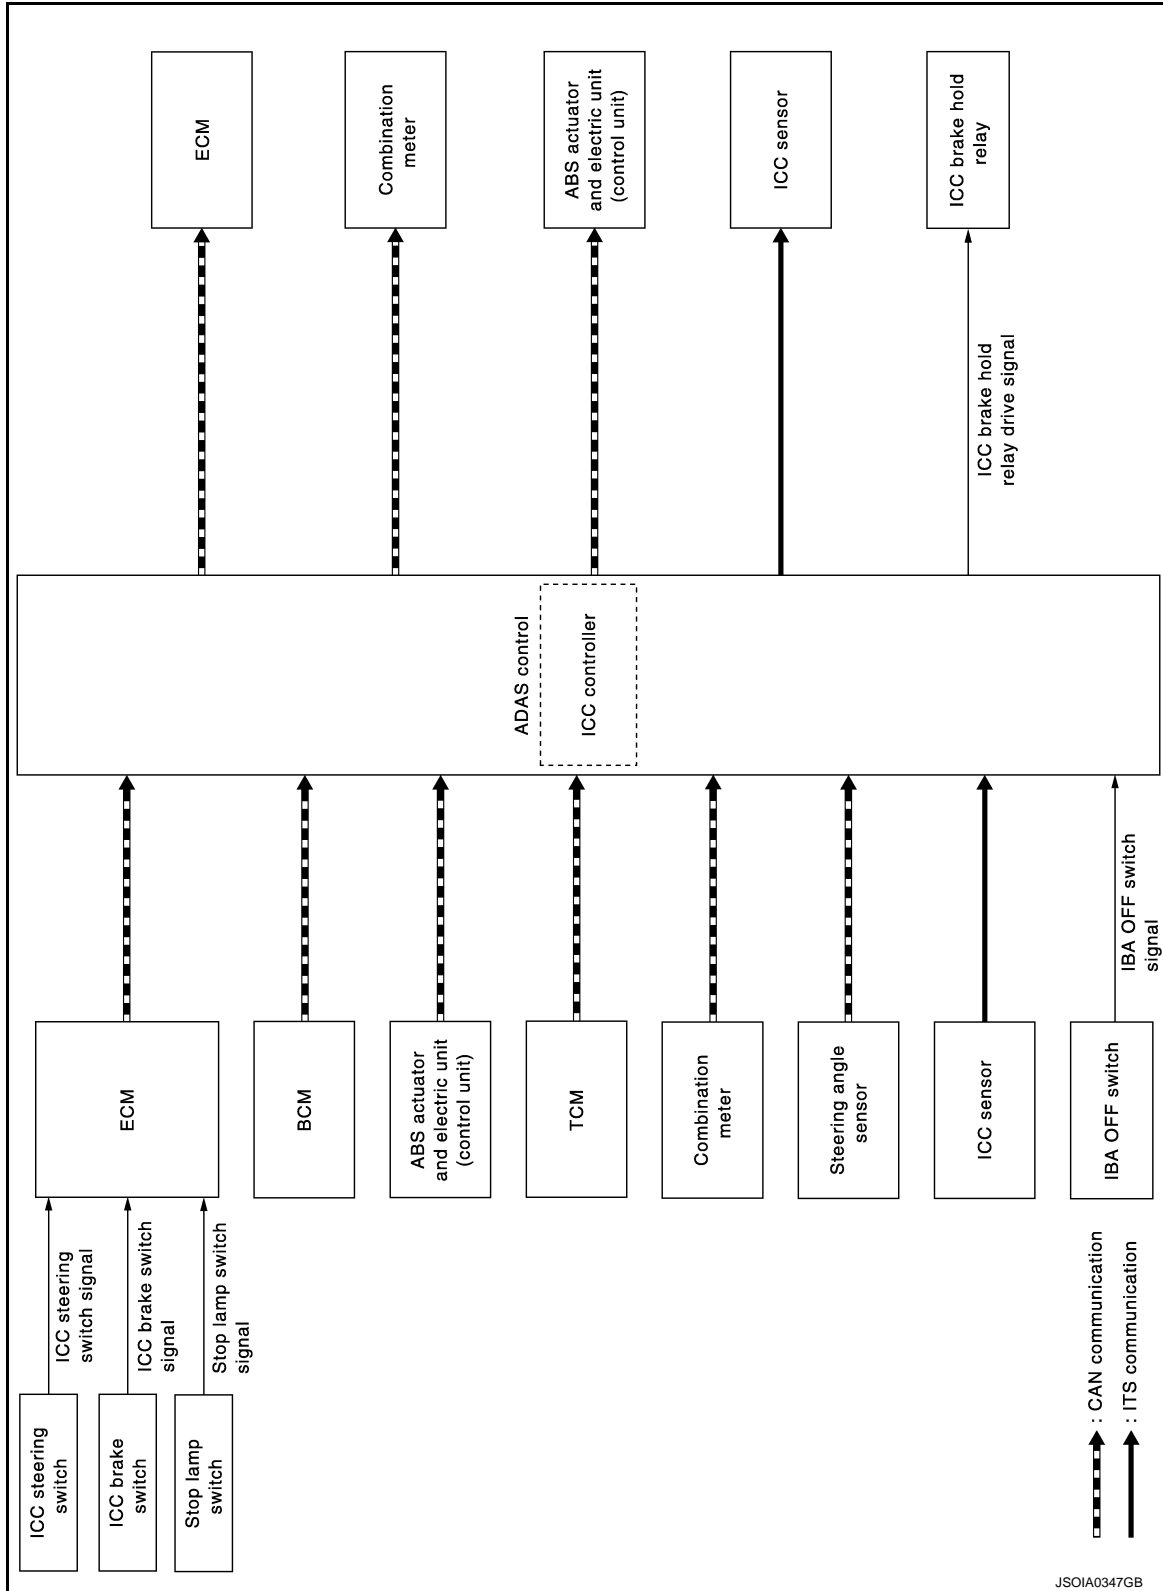 ICC steering
switch
ICC brake
switch
Stop lamp
switch
ICC steering
switch signal
ICC brake switch
signal
Stop lamp switch
signal
ECM
BCM
ABS actuator
and electric unit
(control unit)
TCM
Combination
meter
Steering angle
sensor
ICC sensor
IBA OFF switch
IBA OFF switch
signal
ADAS control
ICC controller
ECM
Combination
meter
ABS actuator
and electric unit
(control unit)
ICC sensor
ICC brake hold
relay drive signal
ICC brake hold
relay
: CAN communication
: ITS communication
JSOIA0347GB